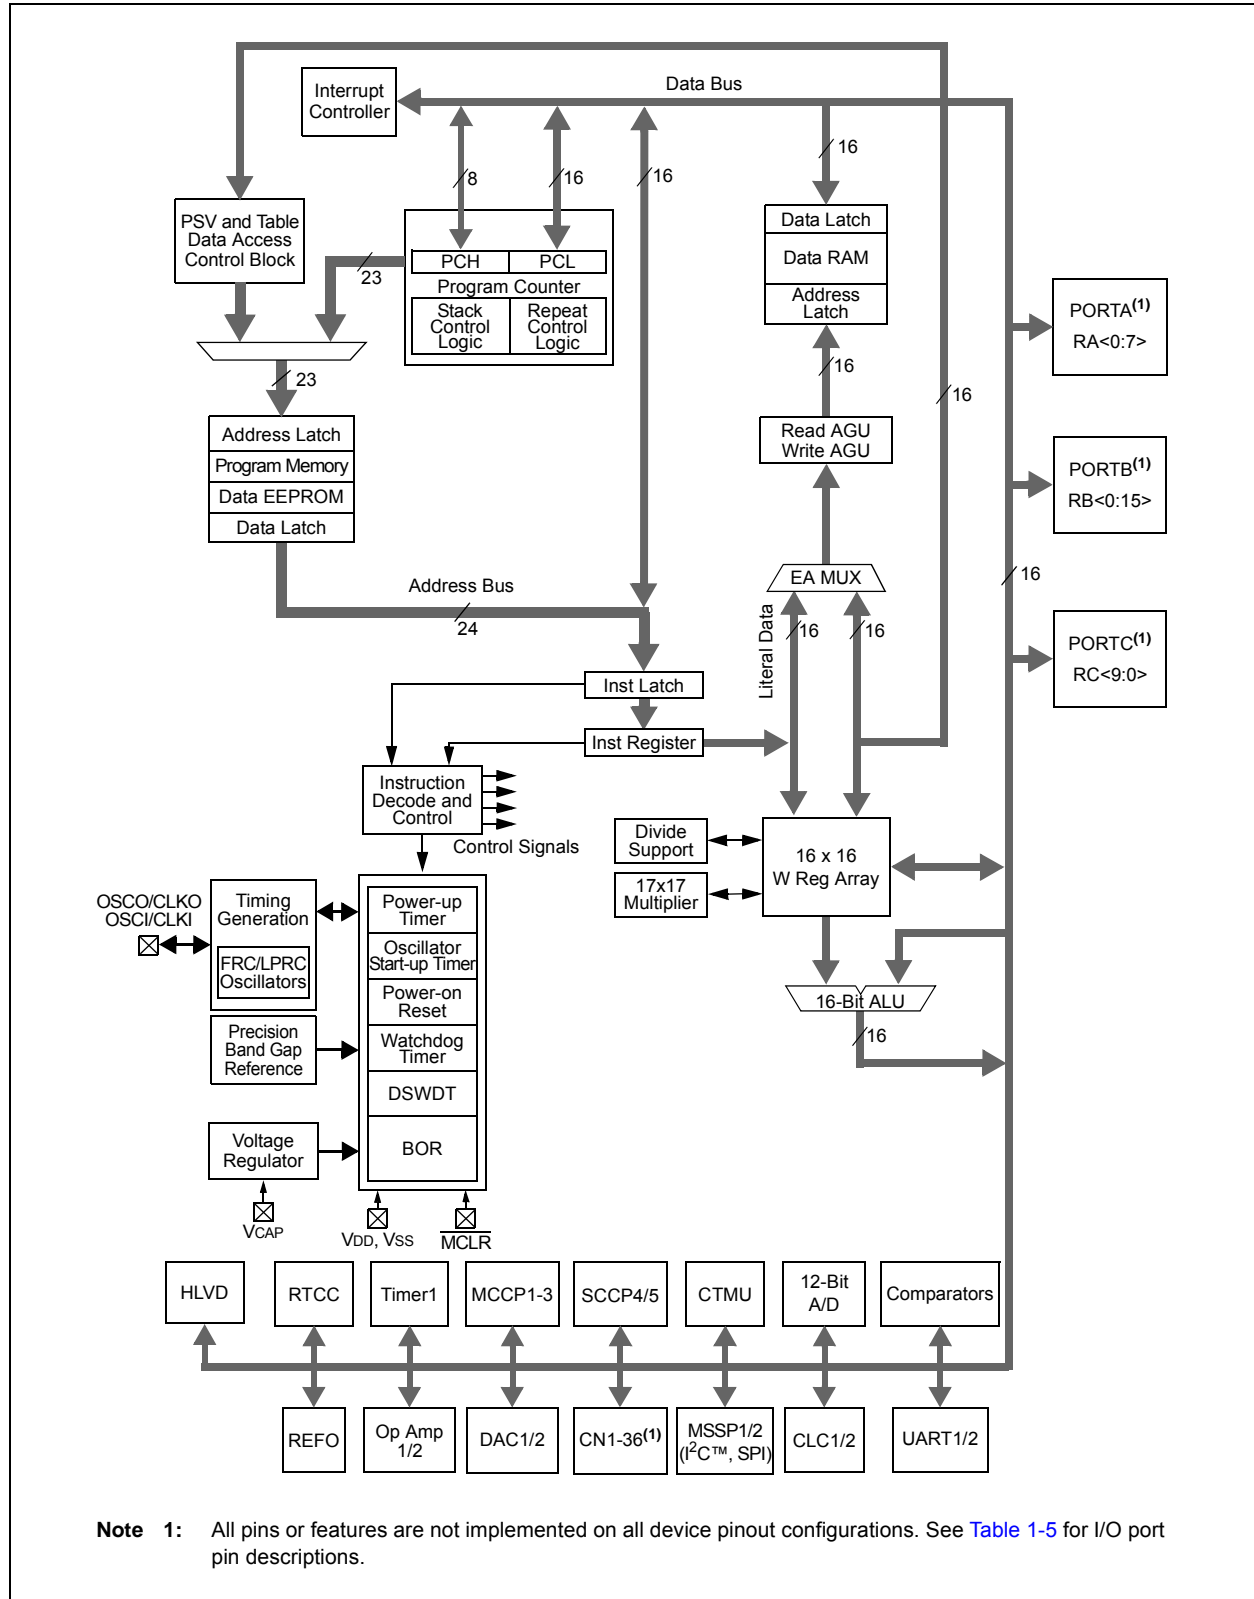 Data Bus
Interrupt
Controller
16
8
16
16
PSV and Table
Data Access
Control Block
Data Latch
Data RAM
Address
Latch
23
PCH
PCL
Program Counter
Stack
Control
Logic
Repeat
Control
Logic
PORTA(1)
RA<0:7>
16
23
16
Address Latch
Program Memory
Data EEPROM
Data Latch
Read AGU
Write AGU
PORTB(1)
RB<0:15>
EA MUX
16
Address Bus
24
Literal Data
16
16
PORTC(1)
RC<9:0>
Inst Latch
Inst Register
Instruction
Decode and
Control
Control Signals
Divide
Support
17x17
Multiplier
16 x 16
W Reg Array
OSCO/CLKO
OSCI/CLKI
Timing
Generation
FRC/LPRC
Oscillators
Power-up
Timer
Oscillator
Start-up Timer
Power-on
Reset
Watchdog
Timer
DSWDT
BOR
16-Bit ALU
16
Precision
Band Gap
Reference
Voltage
Regulator
VCAP
VDD, VSS
MCLR
HLVD
RTCC
Timer1
MCCP1-3
SCCP4/5
CTMU
12-Bit
A/D
Comparators
REFO
Op Amp
1/2
DAC1/2
CN1-36(1)
MSSP1/2
(I2C™, SPI)
CLC1/2
UART1/2
Note 1: All pins or features are not implemented on all device pinout configurations. See Table 1-5 for I/O port
pin descriptions.